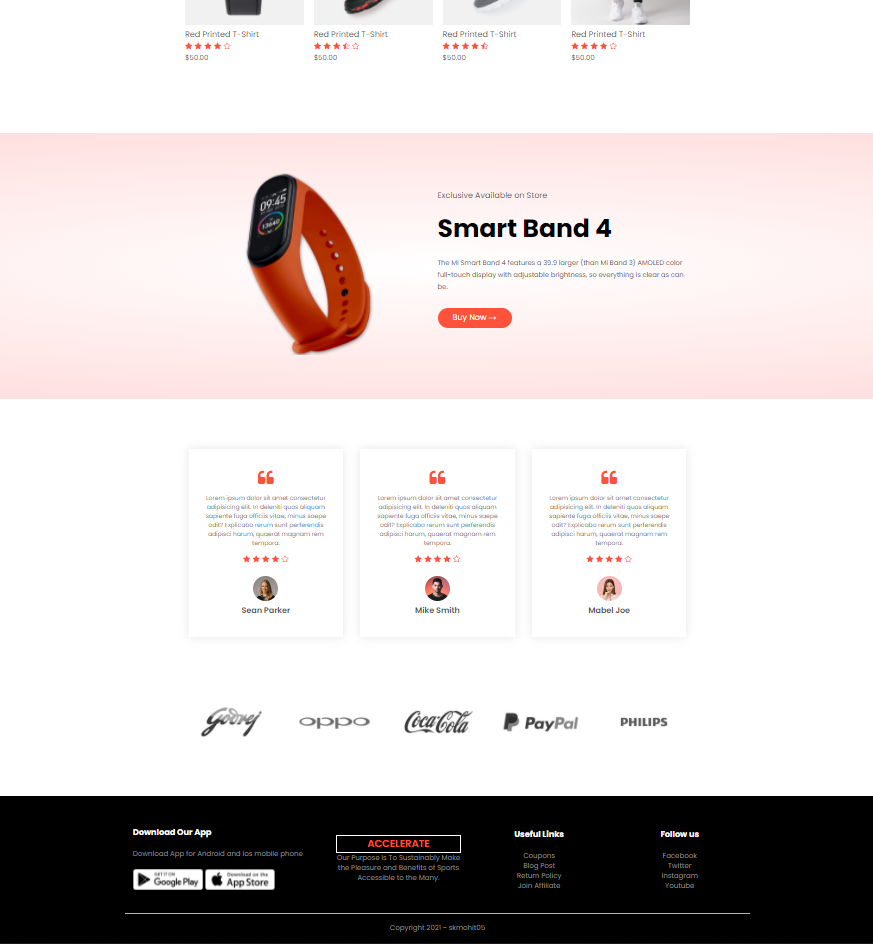 Red Printed T-Shirt
$50.00
Red Printed T-Shirt
$50.00
Red Printed T-Shirt
$50.00
Red Printed T-Shirt
$50.00
09:45
13640
Exclusive Available on Store
Smart Band 4
The Mi Smart Band 4 features a 39.9 larger (than Mi Band 3) AMOLED color
full-touch display with adjustable brightness, so everything is clear as can
be.
Buy Now →
Lorem ipsum dolor sit amet consectetur
adipisicing elit. In deleniti quos aliquam
sapiente fuga officiis vitae, minus saepe
odit? Explicabo rerum sunt perferendis
adipisci harum, quaerat magnam rem
tempora.
Sean Parker
Lorem ipsum dolor sit amet consectetur
adipisicing elit. In deleniti quos aliquam
sapiente fuga officiis vitae, minus saepe
odit? Explicabo rerum sunt perferendis
adipisci harum, quaerat magnam rem
tempora.
Mike Smith
Lorem ipsum dolor sit amet consectetur
adipisicing elit. In deleniti quos aliquam
sapiente fuga officiis vitae, minus saepe
odit? Explicabo rerum sunt perferendis
adipisci harum, quaerat magnam rem
tempora.
Mabel Joe
Godrej
oppo
Coca-Cola
PayPal
PHILIPS
Download Our App
Download App for Android and ios mobile phone
GET IT ON
Google Play
Download on the
App Store
ACCELERATE
Our Purpose Is To Sustainably Make
the Pleasure and Benefits of Sports
Accessible to the Many.
Useful Links
Coupons
Blog Post
Return Policy
Join Affiliate
Follow us
Facebook
Twitter
Instagram
Youtube
Copyright 2021 - skmohit05